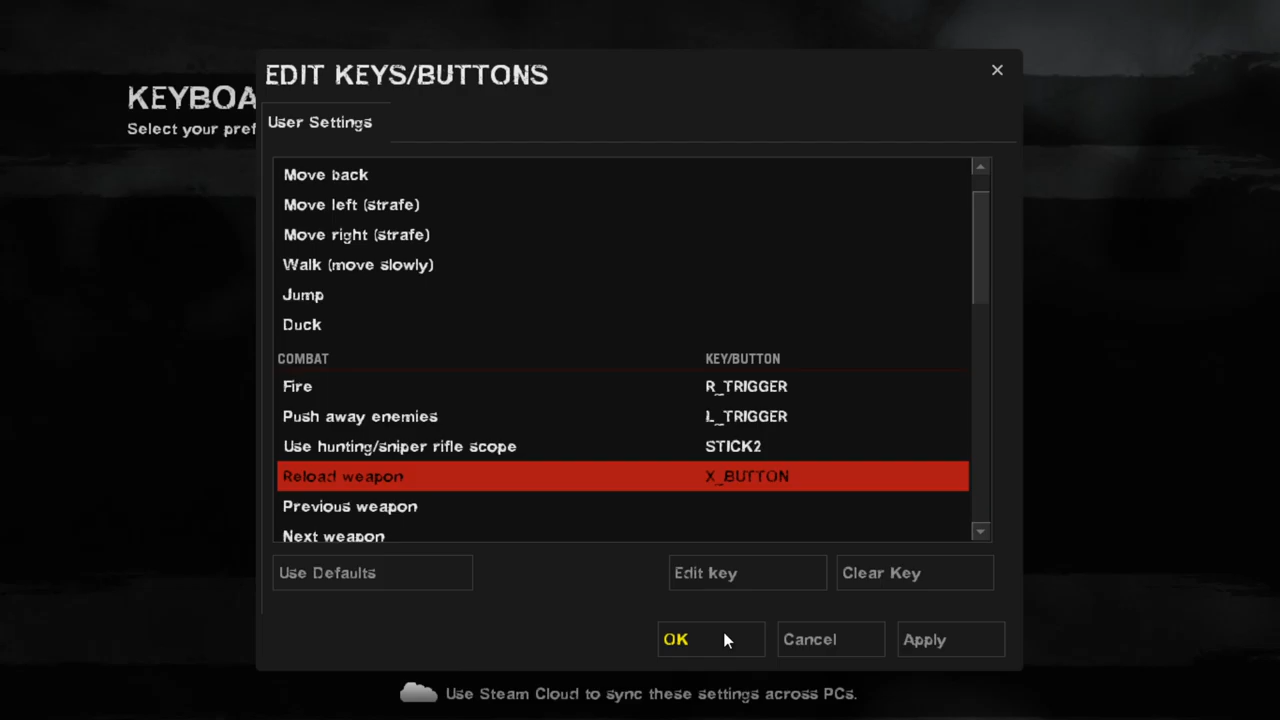 EDIT KEYS/BUTTONS
KEYBOA
Select your pref
User Settings
Move back
Move left (strafe)
Move right (strafe)
Walk (move slowly)
Jump
Duck
COMBAT KEY/BUTTON
Fire R_TRIGGER
Push away enemies L_TRIGGER
Use hunting/sniper rifle scope STICK2
Reload weapon X_BUTTON
Previous weapon
Next weapon
Use Defaults Edit key Clear Key
OK Cancel Apply
Use Steam Cloud to sync these settings across PCs.